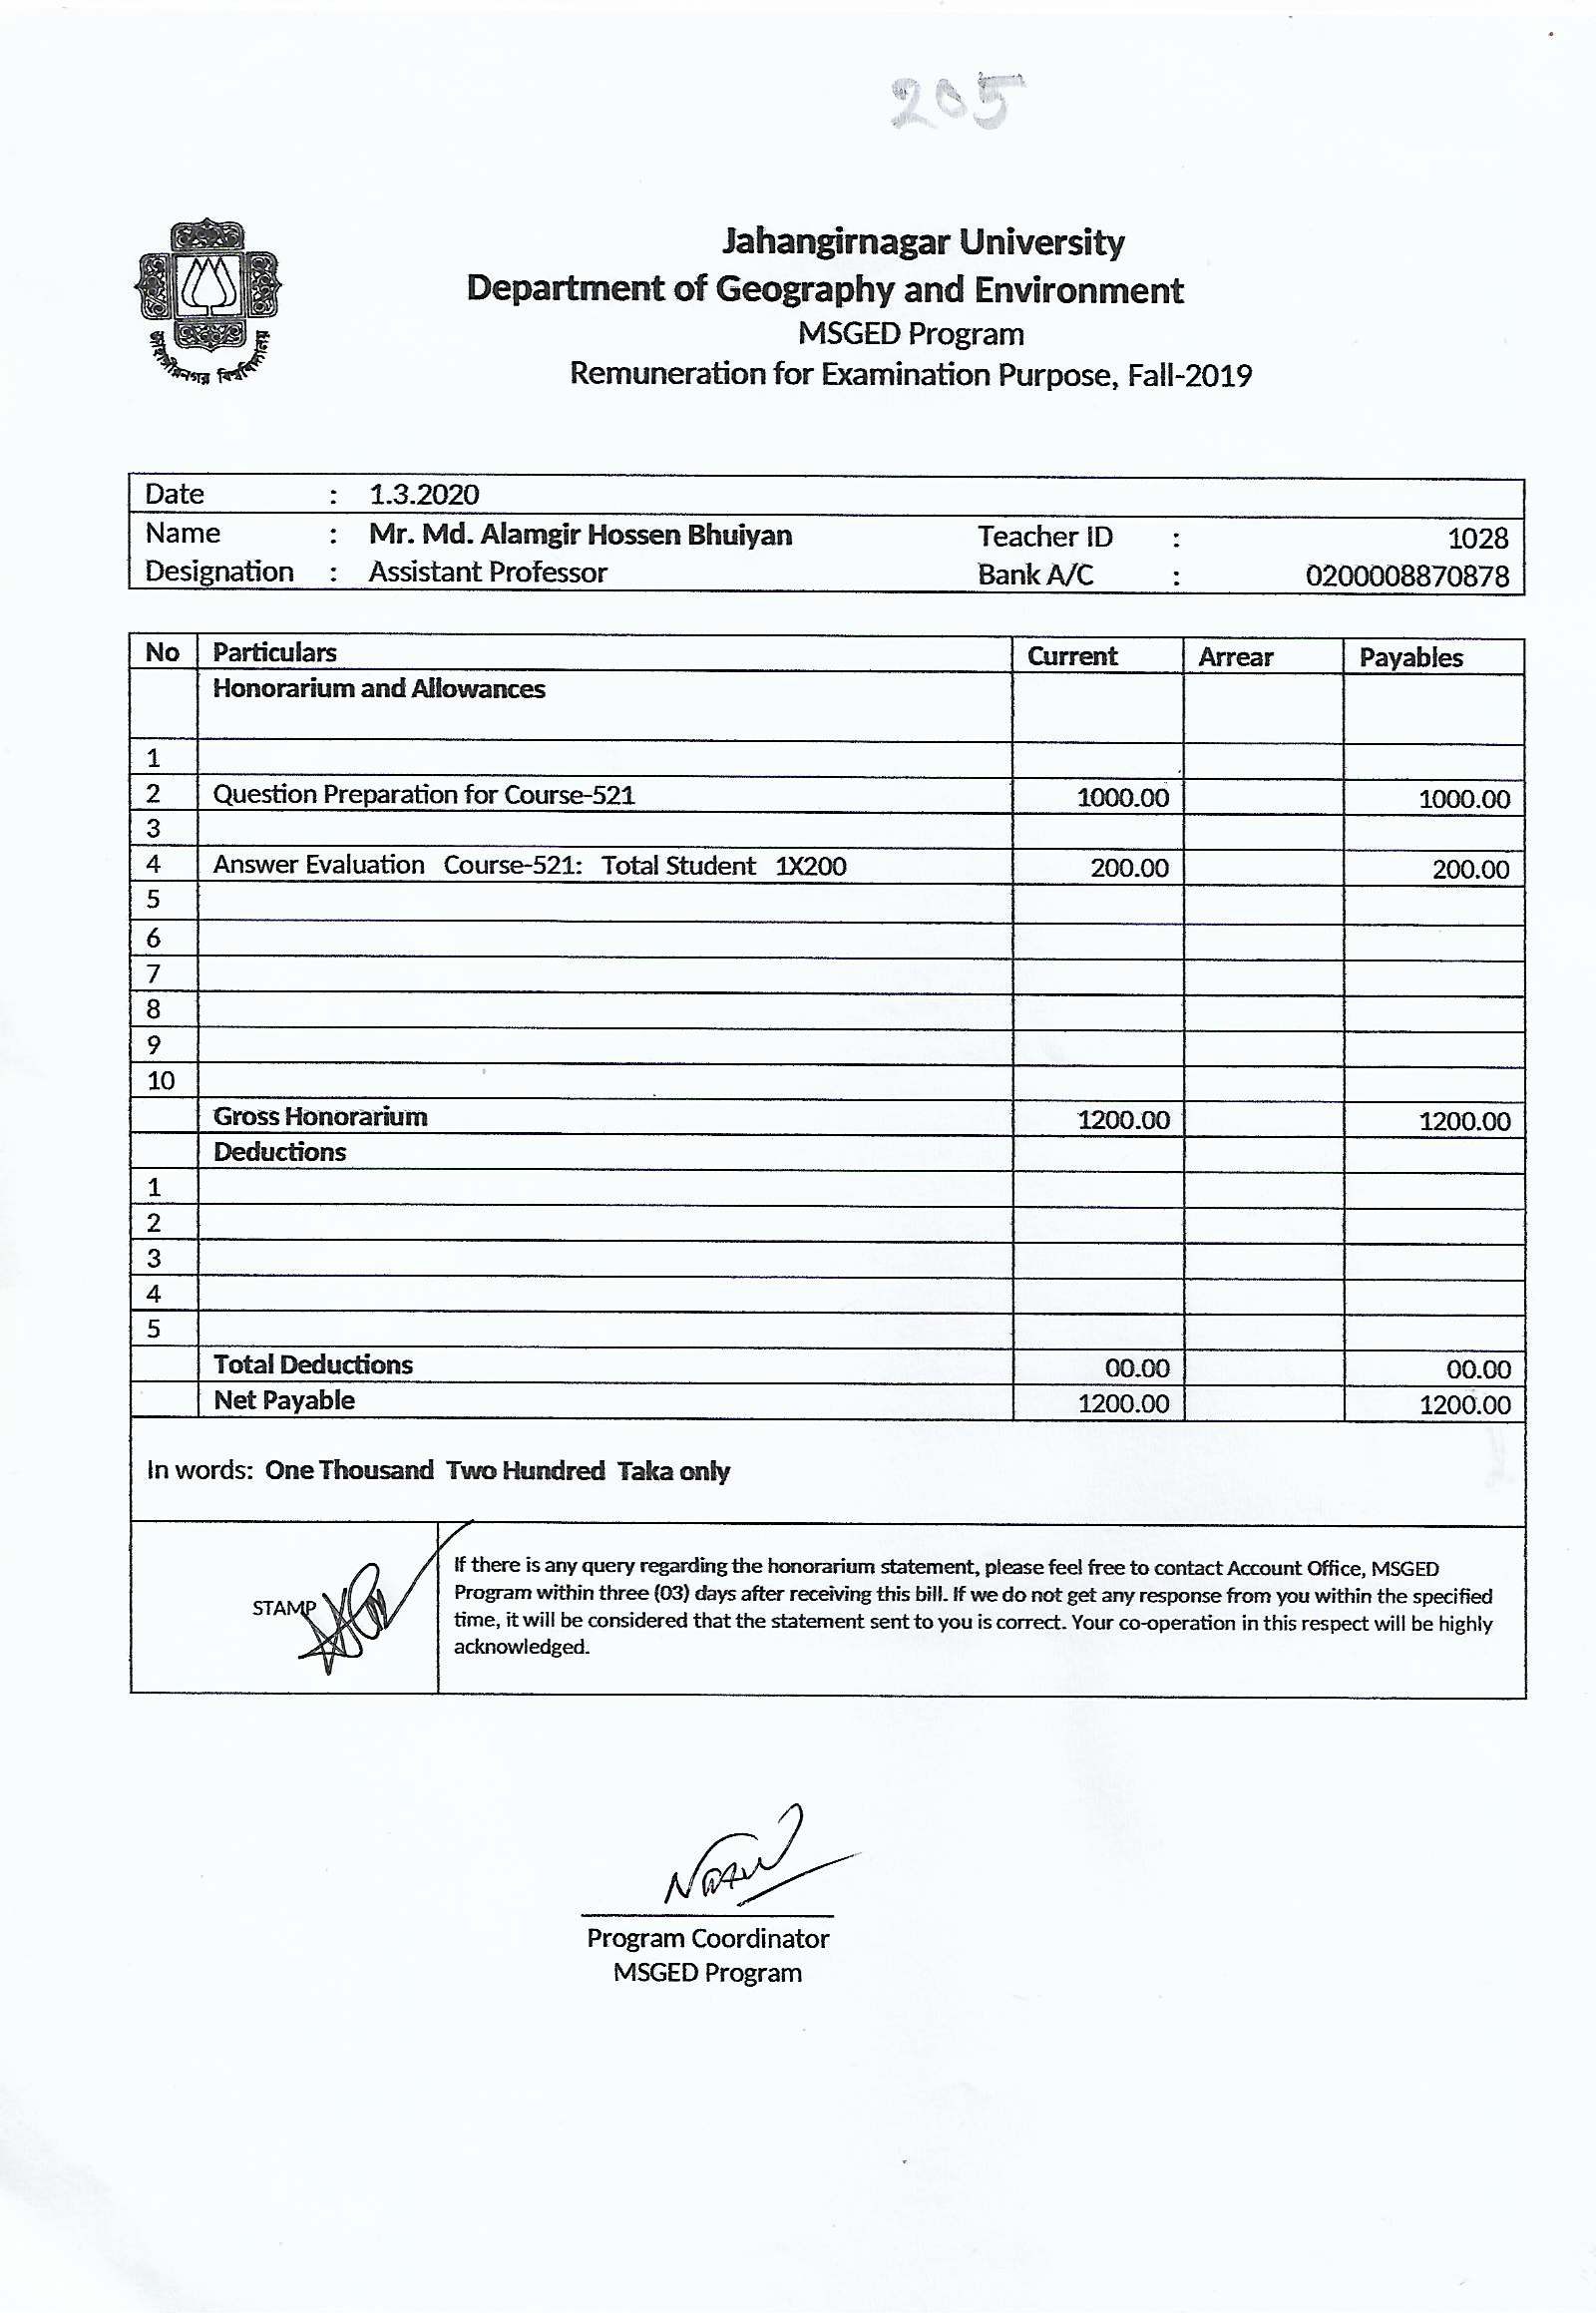 205
জাহাঙ্গীরনগর বিশ্ববিদ্যালয়
Jahangirnagar University
Department of Geography and Environment
MSGED Program
Remuneration for Examination Purpose, Fall-2019
Date : 1.3.2020
Name : Mr. Md. Alamgir Hossen Bhuiyan Teacher ID : 1028
Designation : Assistant Professor Bank A/C : 0200008870878
No Particulars Current Arrear Payables
Honorarium and Allowances
1
2 Question Preparation for Course-521 1000.00 1000.00
3
4 Answer Evaluation Course-521: Total Student 1X200 200.00 200.00
5
6
7
8
9
10
Gross Honorarium 1200.00 1200.00
Deductions
1
2
3
4
5
Total Deductions 00.00 00.00
Net Payable 1200.00 1200.00
In words: One Thousand Two Hundred Taka only
STAMP
If there is any query regarding the honorarium statement, please feel free to contact Account Office, MSGED
Program within three (03) days after receiving this bill. If we do not get any response from you within the specified
time, it will be considered that the statement sent to you is correct. Your co-operation in this respect will be highly
acknowledged.
Program Coordinator
MSGED Program